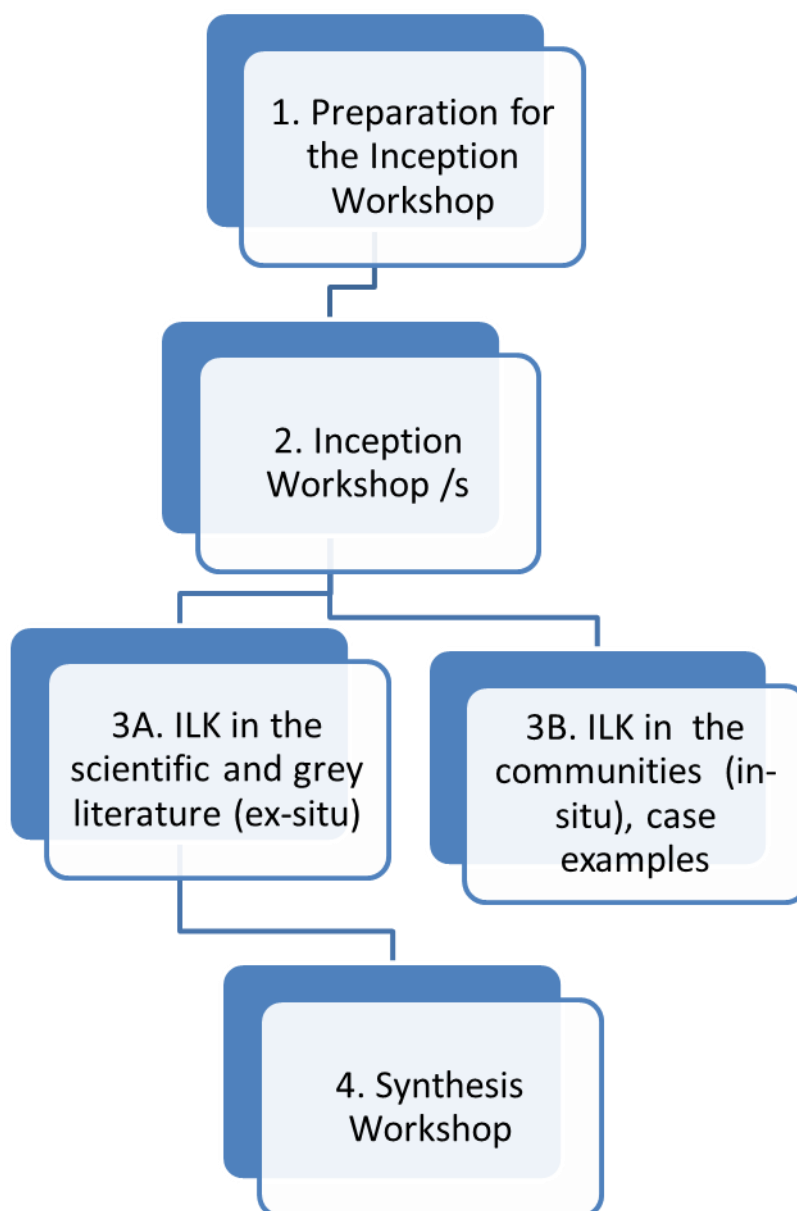 1. Preparation for
the Inception
Workshop
2. Inception
Workshop /s
3A. ILK in the
scientific and grey
literature (ex-situ)
3B. ILK in  the
communities  (in-
situ), case
examples
4. Synthesis
Workshop